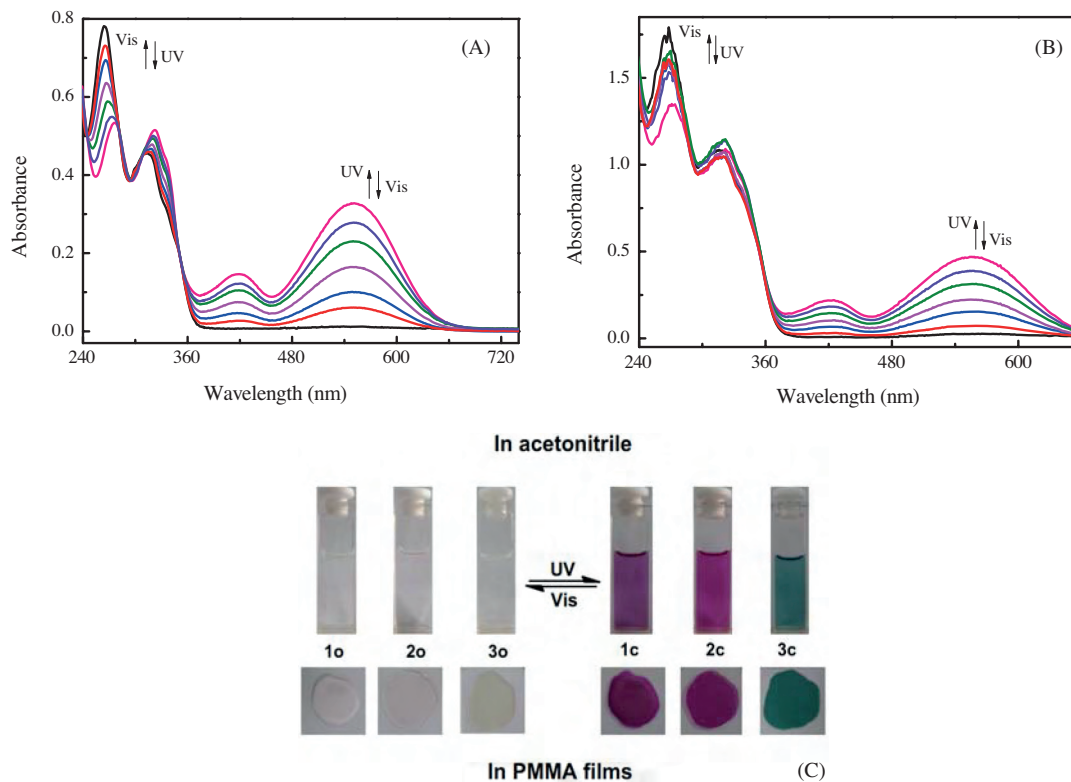 0.8
0.6
0.4
0.2
0.0
240
360
480
600
720
Absorbance
Wavelength (nm)
Vis
UV
(A)
UV
Vis
1.5
1.0
0.5
0.0
240
360
480
600
Absorbance
Wavelength (nm)
Vis
UV
(B)
UV
Vis
In acetonitrile
UV
Vis
1o 2o 3o 1c 2c 3c
In PMMA films
(C)